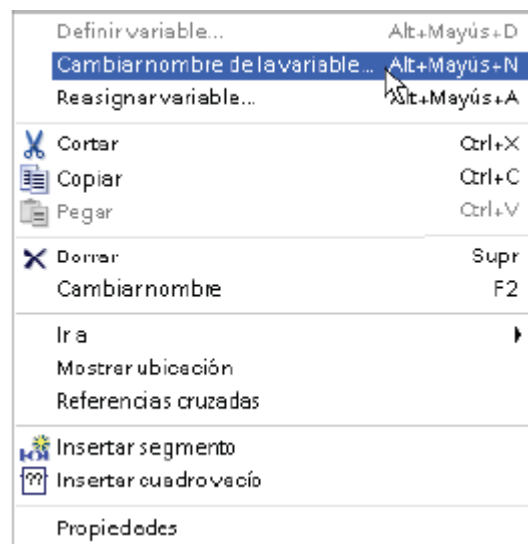 Definir variable... Alt+Mayús+D
Cambiar nombre de la variable... Alt+Mayús+N
Reasignar variable... Alt+Mayús+A
Cortar Ctrl+X
Copiar Ctrl+C
Pegar Ctrl+V
Borrar Supr
Cambiar nombre F2
Ir a
Mostrar ubicación
Referencias cruzadas
Insertar segmento
?? Insertar cuadro vacío
Propiedades